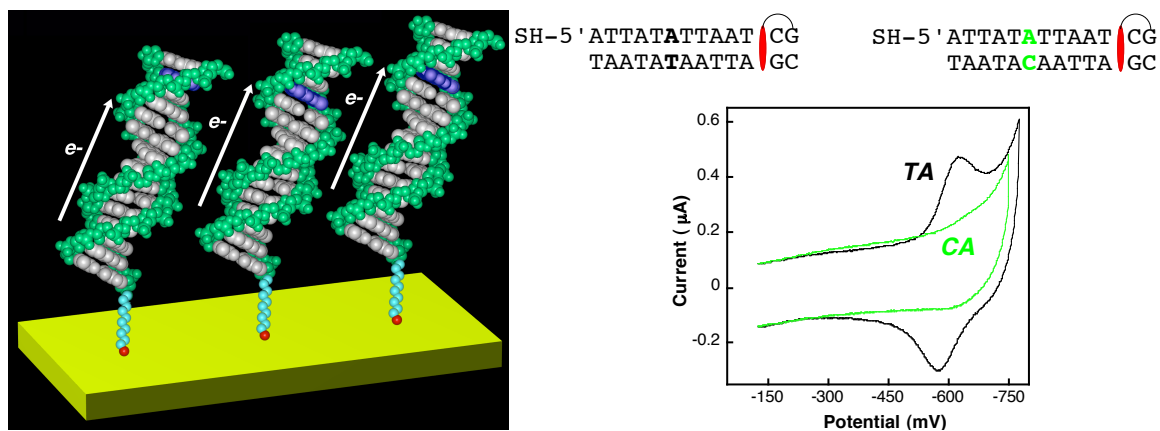 e-
e-
e-
SH-5'ATTATATTAAT CG
TAATATAATTA GC
SH-5'ATTATATTAAT CG
TAATACAATTA GC
0.6
0.4
0.2
0
-0.2
Current ( μA)
TA
CA
-150 -300 -450 -600 -750
Potential (mV)